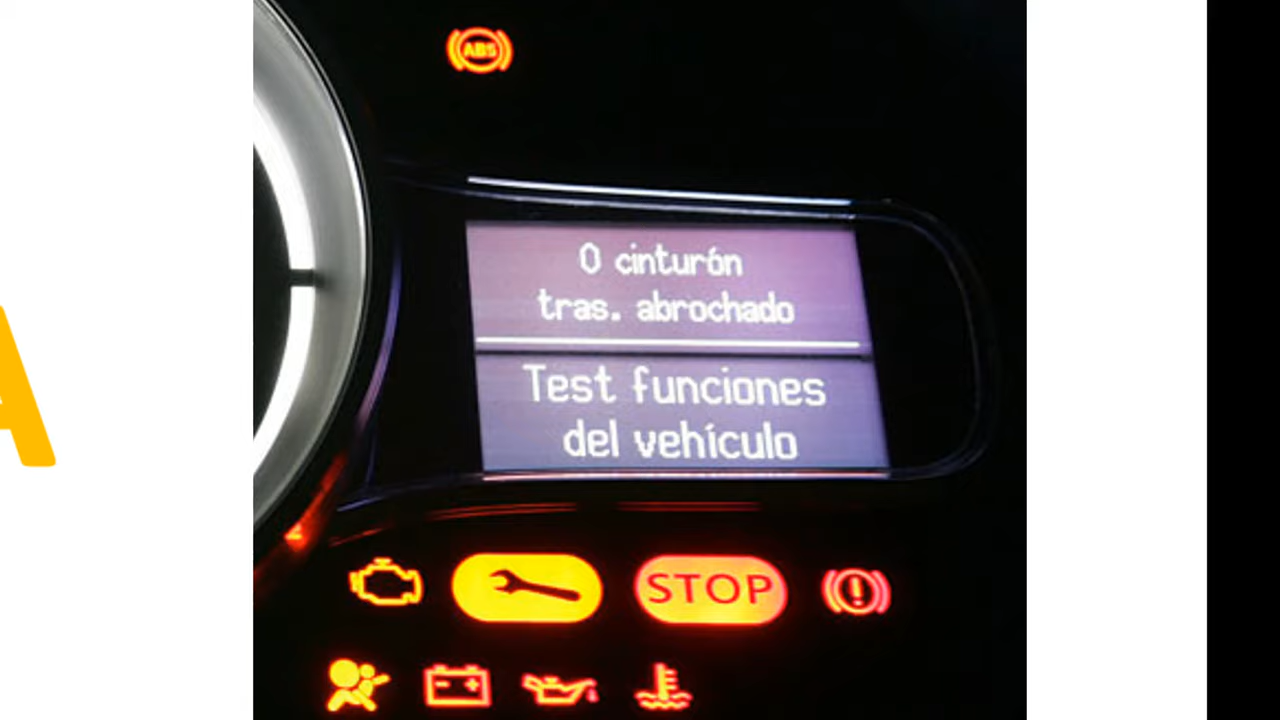 ABS
0 cinturón
tras. abrochado
Test funciones
del vehículo
STOP
A